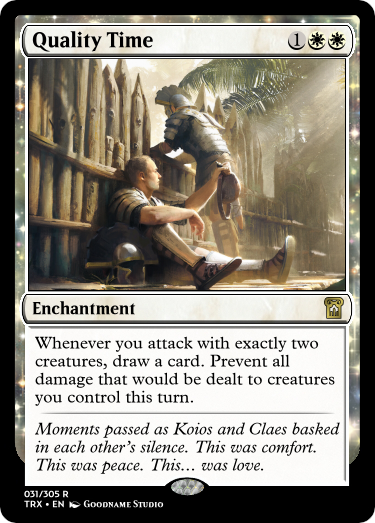 Quality Time 1
Enchantment
Whenever you attack with exactly two
creatures, draw a card. Prevent all
damage that would be dealt to creatures
you control this turn.
Moments passed as Koios and Claes basked
in each other's silence. This was comfort.
This was peace. This... was love.
031/305 R
TRX • EN Goodname Studio